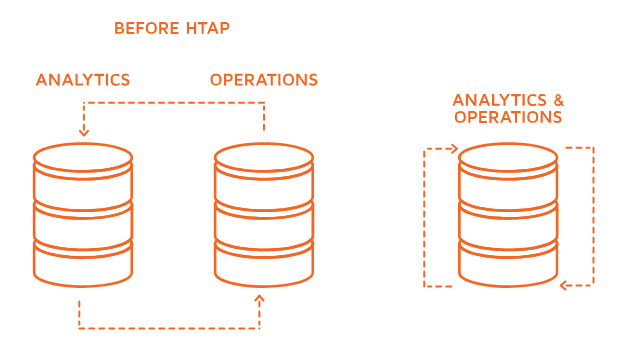 BEFORE HTAP
ANALYTICS
OPERATIONS
ANALYTICS &
OPERATIONS